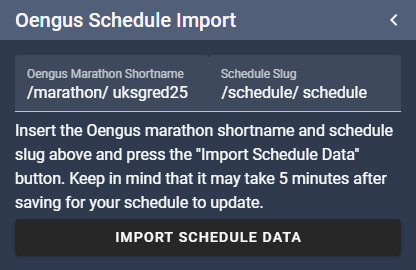 Oengus Schedule Import
Oengus Marathon Shortname Schedule Slug
/marathon/ uksgred25 /schedule/ schedule
Insert the Oengus marathon shortname and schedule
slug above and press the "Import Schedule Data"
button. Keep in mind that it may take 5 minutes after
saving for your schedule to update.
IMPORT SCHEDULE DATA